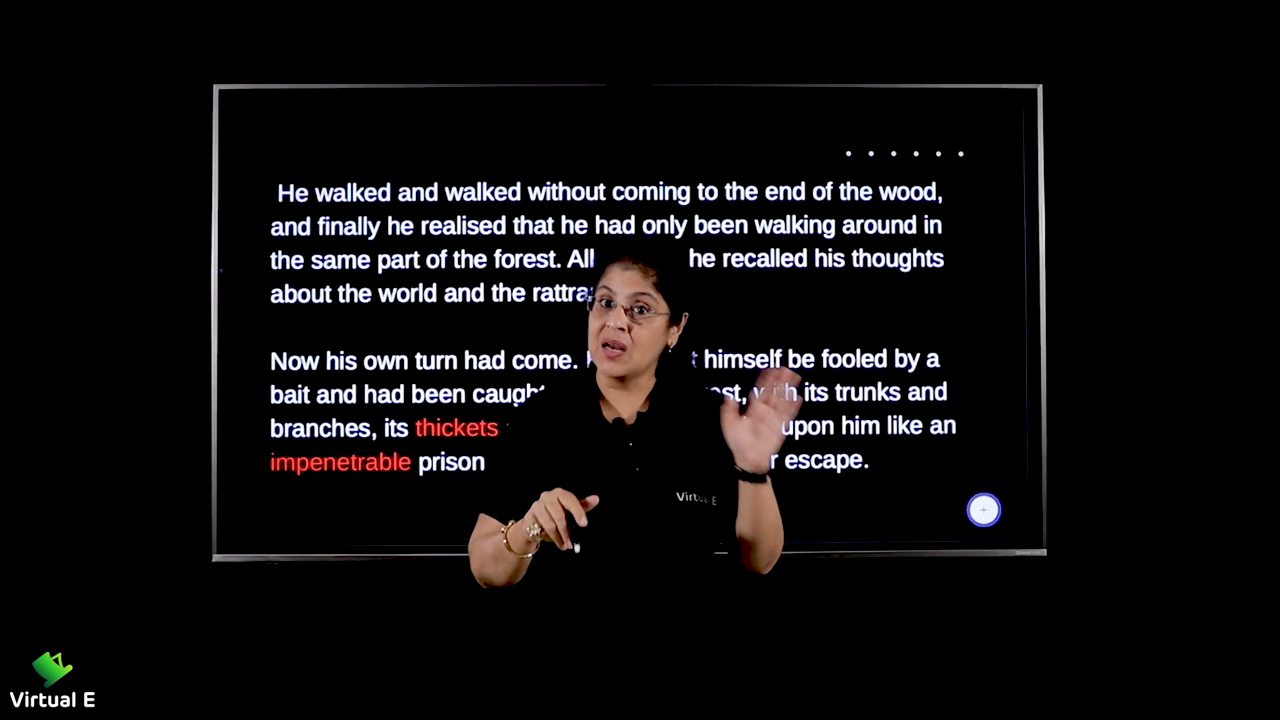 He walked and walked without coming to the end of the wood,
and finally he realised that he had only been walking around in
the same part of the forest. All he recalled his thoughts
about the world and the
Now his own turn had come. himself be fooled by a
bait and had been caught with its trunks and
branches, its thickets upon him like an
impenetrable prison escape.
Virtual E
Virtual E